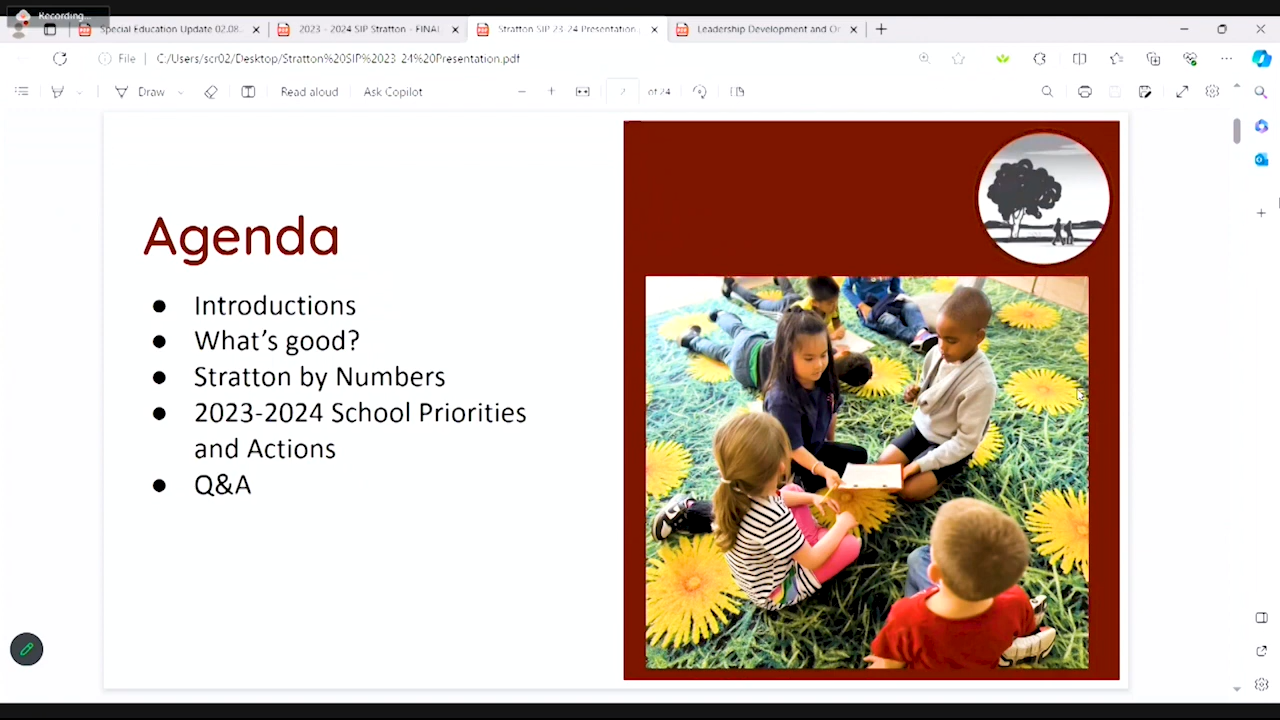 Recording...
Special Education Update 02.08.
2023 - 2024 SIP Stratton - FINAL
Stratton SIP 23-24 Presentation.
Leadership Development and Or
File
C:/Users/scr02/Desktop/Stratton%20SIP%2023-24%20Presentation.pdf
Draw
Read aloud
Ask Copilot
2
of 24
Agenda
● Introductions
● What's good?
● Stratton by Numbers
● 2023-2024 School Priorities
and Actions
● Q&A